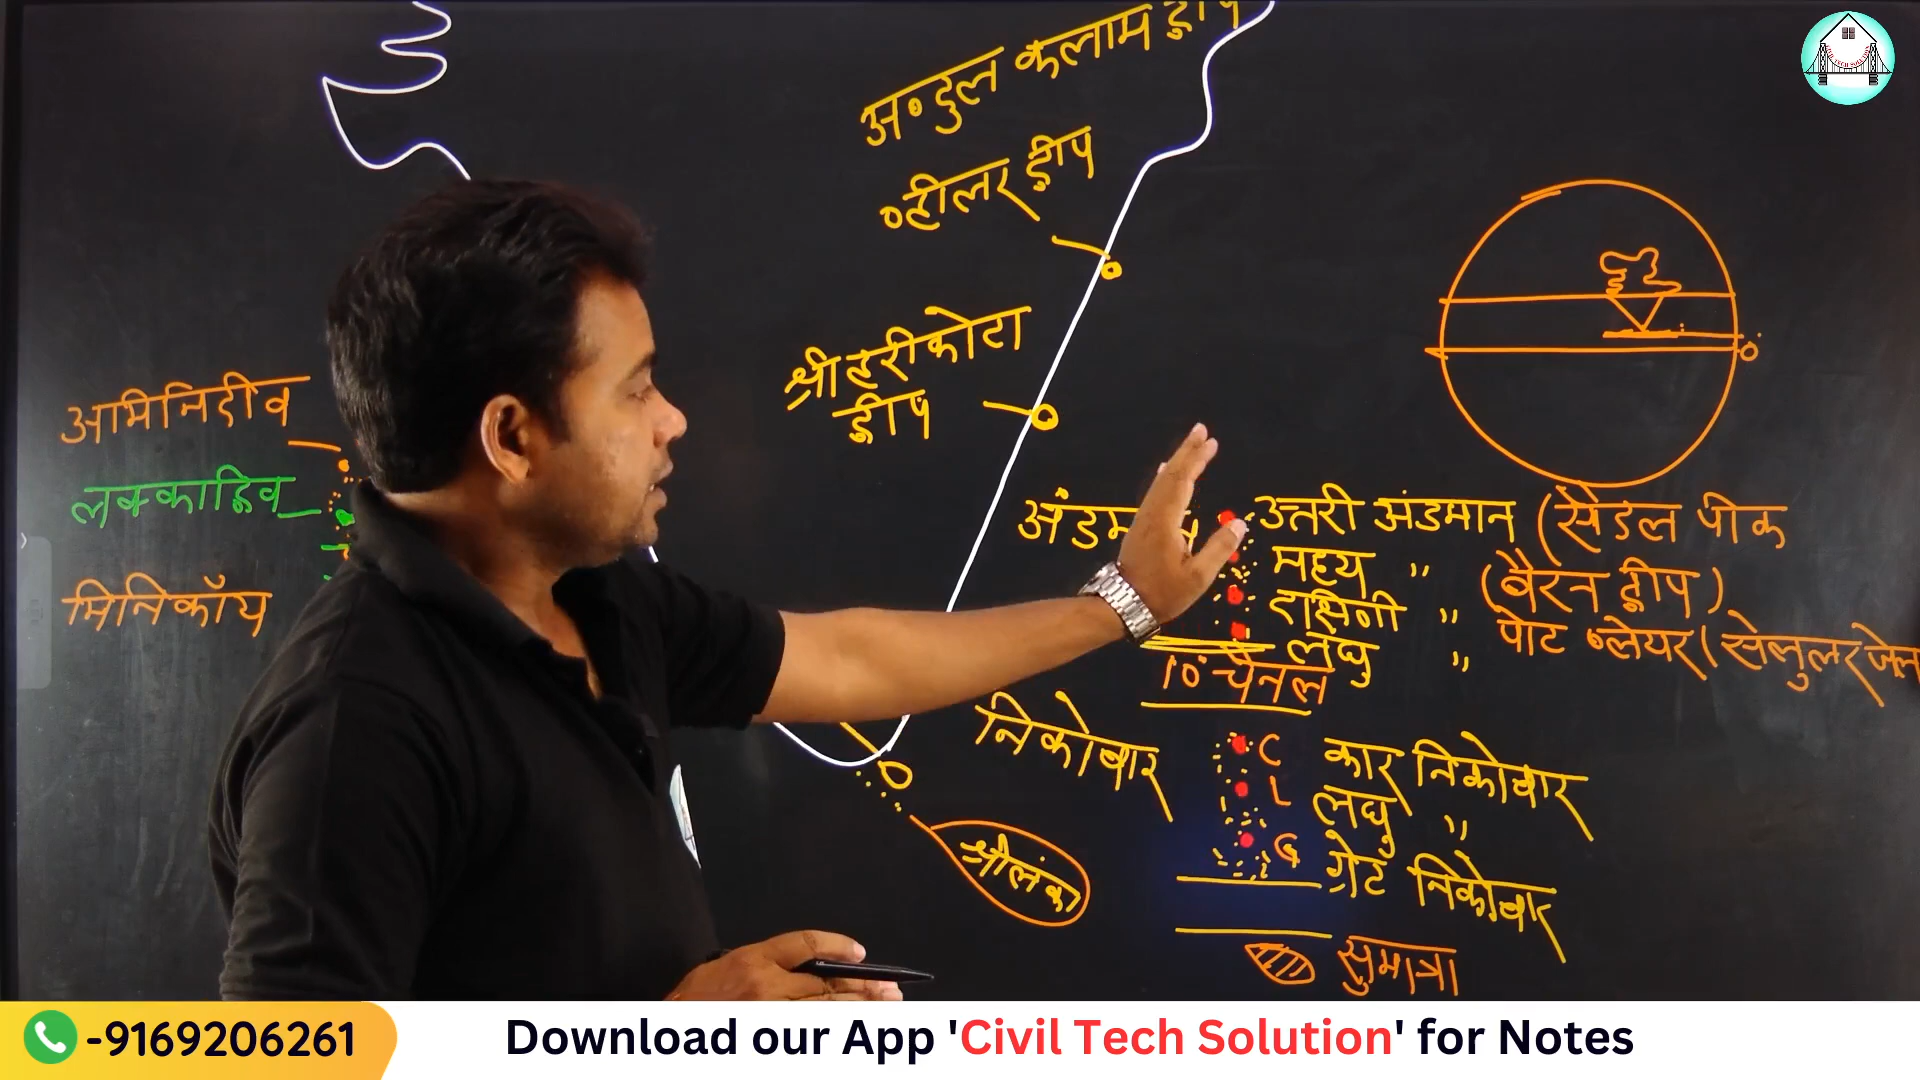 अब्दुल कलाम द्वीप
व्हीलर द्वीप
श्रीहरीकोटा
द्वीप
अमिनिदीव
लक्काद्विव
मिनिकॉय
उत्तरी अंडमान (सेडल पीक
मध्य " (बैरन द्वीप)
दक्षिणी " पोर्ट ब्लेयर (सेलुलर जेल
लघु "
10° चैनल
निकोबार
C कार निकोबार
L लघु "
G ग्रेट निकोबार
श्रीलंका
सुमात्रा
-9169206261
Download our App 'Civil Tech Solution' for Notes